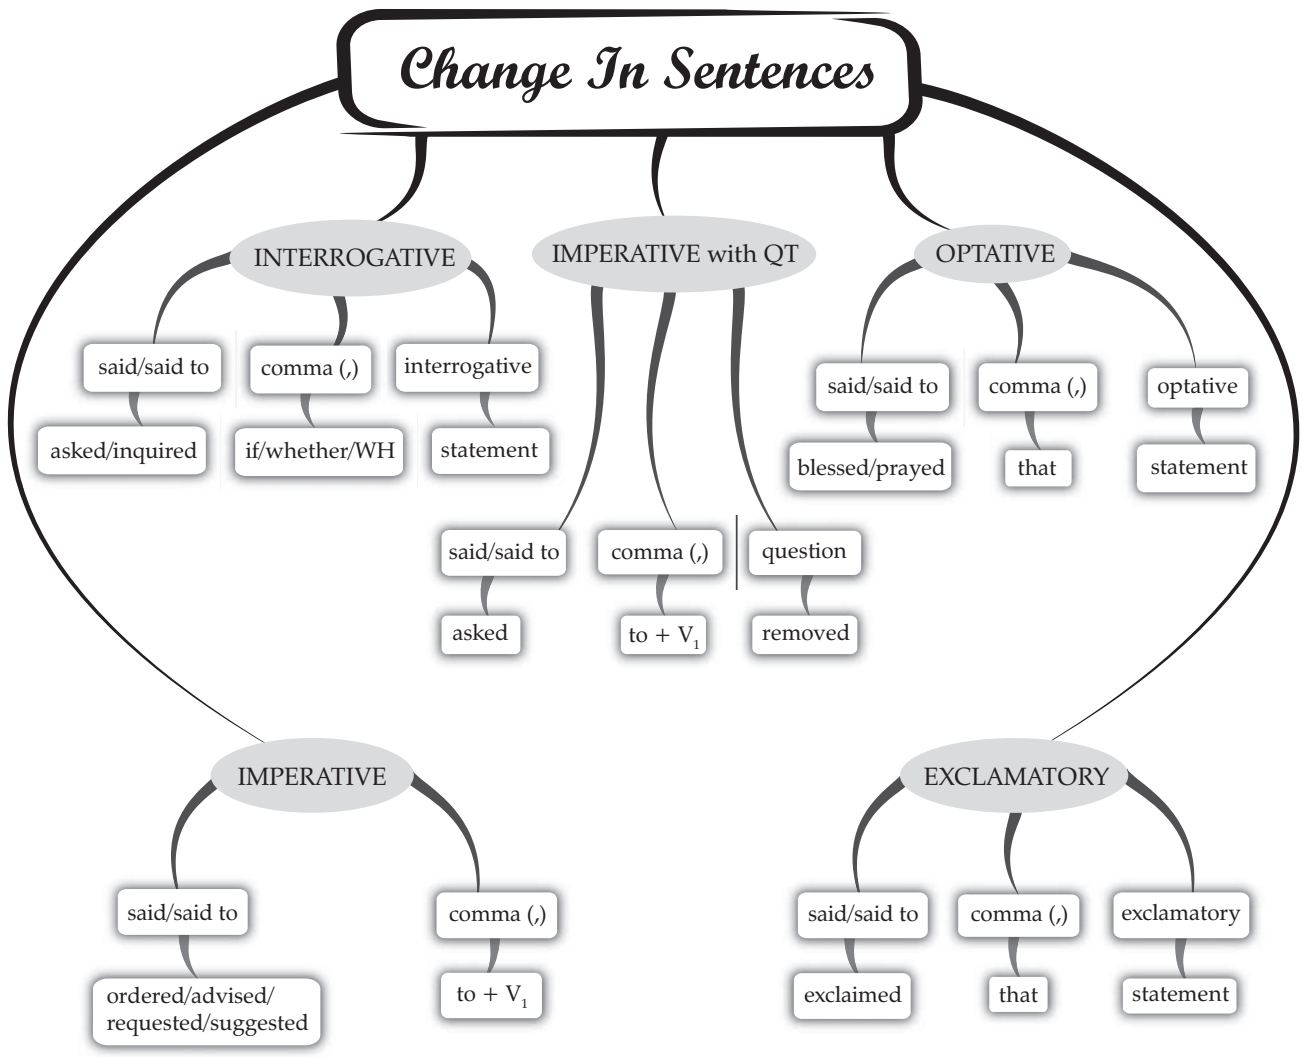 Change In Sentences
INTERROGATIVE
said/said to
asked/inquired
comma (,)
if/whether/WH
interrogative
statement
IMPERATIVE with QT
said/said to
asked
comma (,)
to + V₁
question
removed
OPTATIVE
said/said to
blessed/prayed
comma (,)
that
optative
statement
IMPERATIVE
said/said to
ordered/advised/
requested/suggested
comma (,)
to + V₁
EXCLAMATORY
said/said to
exclaimed
comma (,)
that
exclamatory
statement